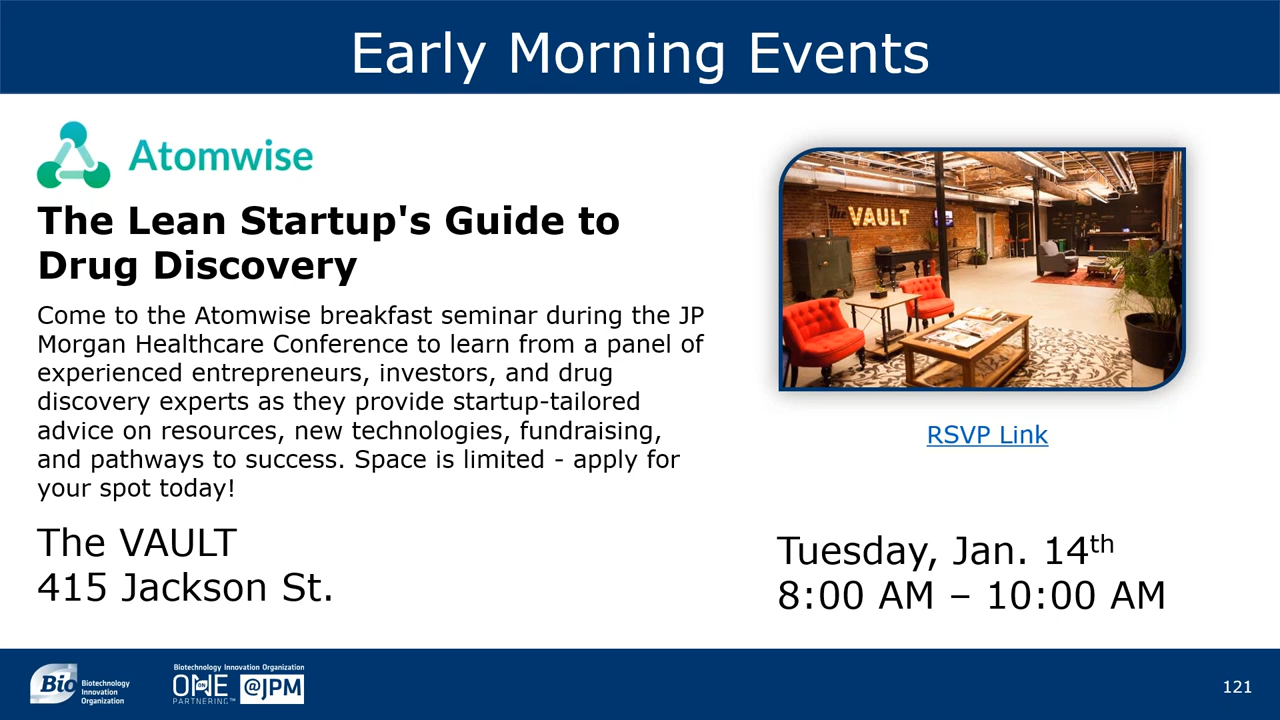 Early Morning Events
Atomwise
The Lean Startup's Guide to
Drug Discovery
Come to the Atomwise breakfast seminar during the JP
Morgan Healthcare Conference to learn from a panel of
experienced entrepreneurs, investors, and drug
discovery experts as they provide startup-tailored
advice on resources, new technologies, fundraising,
and pathways to success. Space is limited - apply for
your spot today!
The VAULT
415 Jackson St.
The VAULT
RSVP Link
Tuesday, Jan. 14th
8:00 AM – 10:00 AM
Bio
Biotechnology
Innovation
Organization
Biotechnology Innovation Organization
ONE
ON
PARTNERING™
@JPM
121